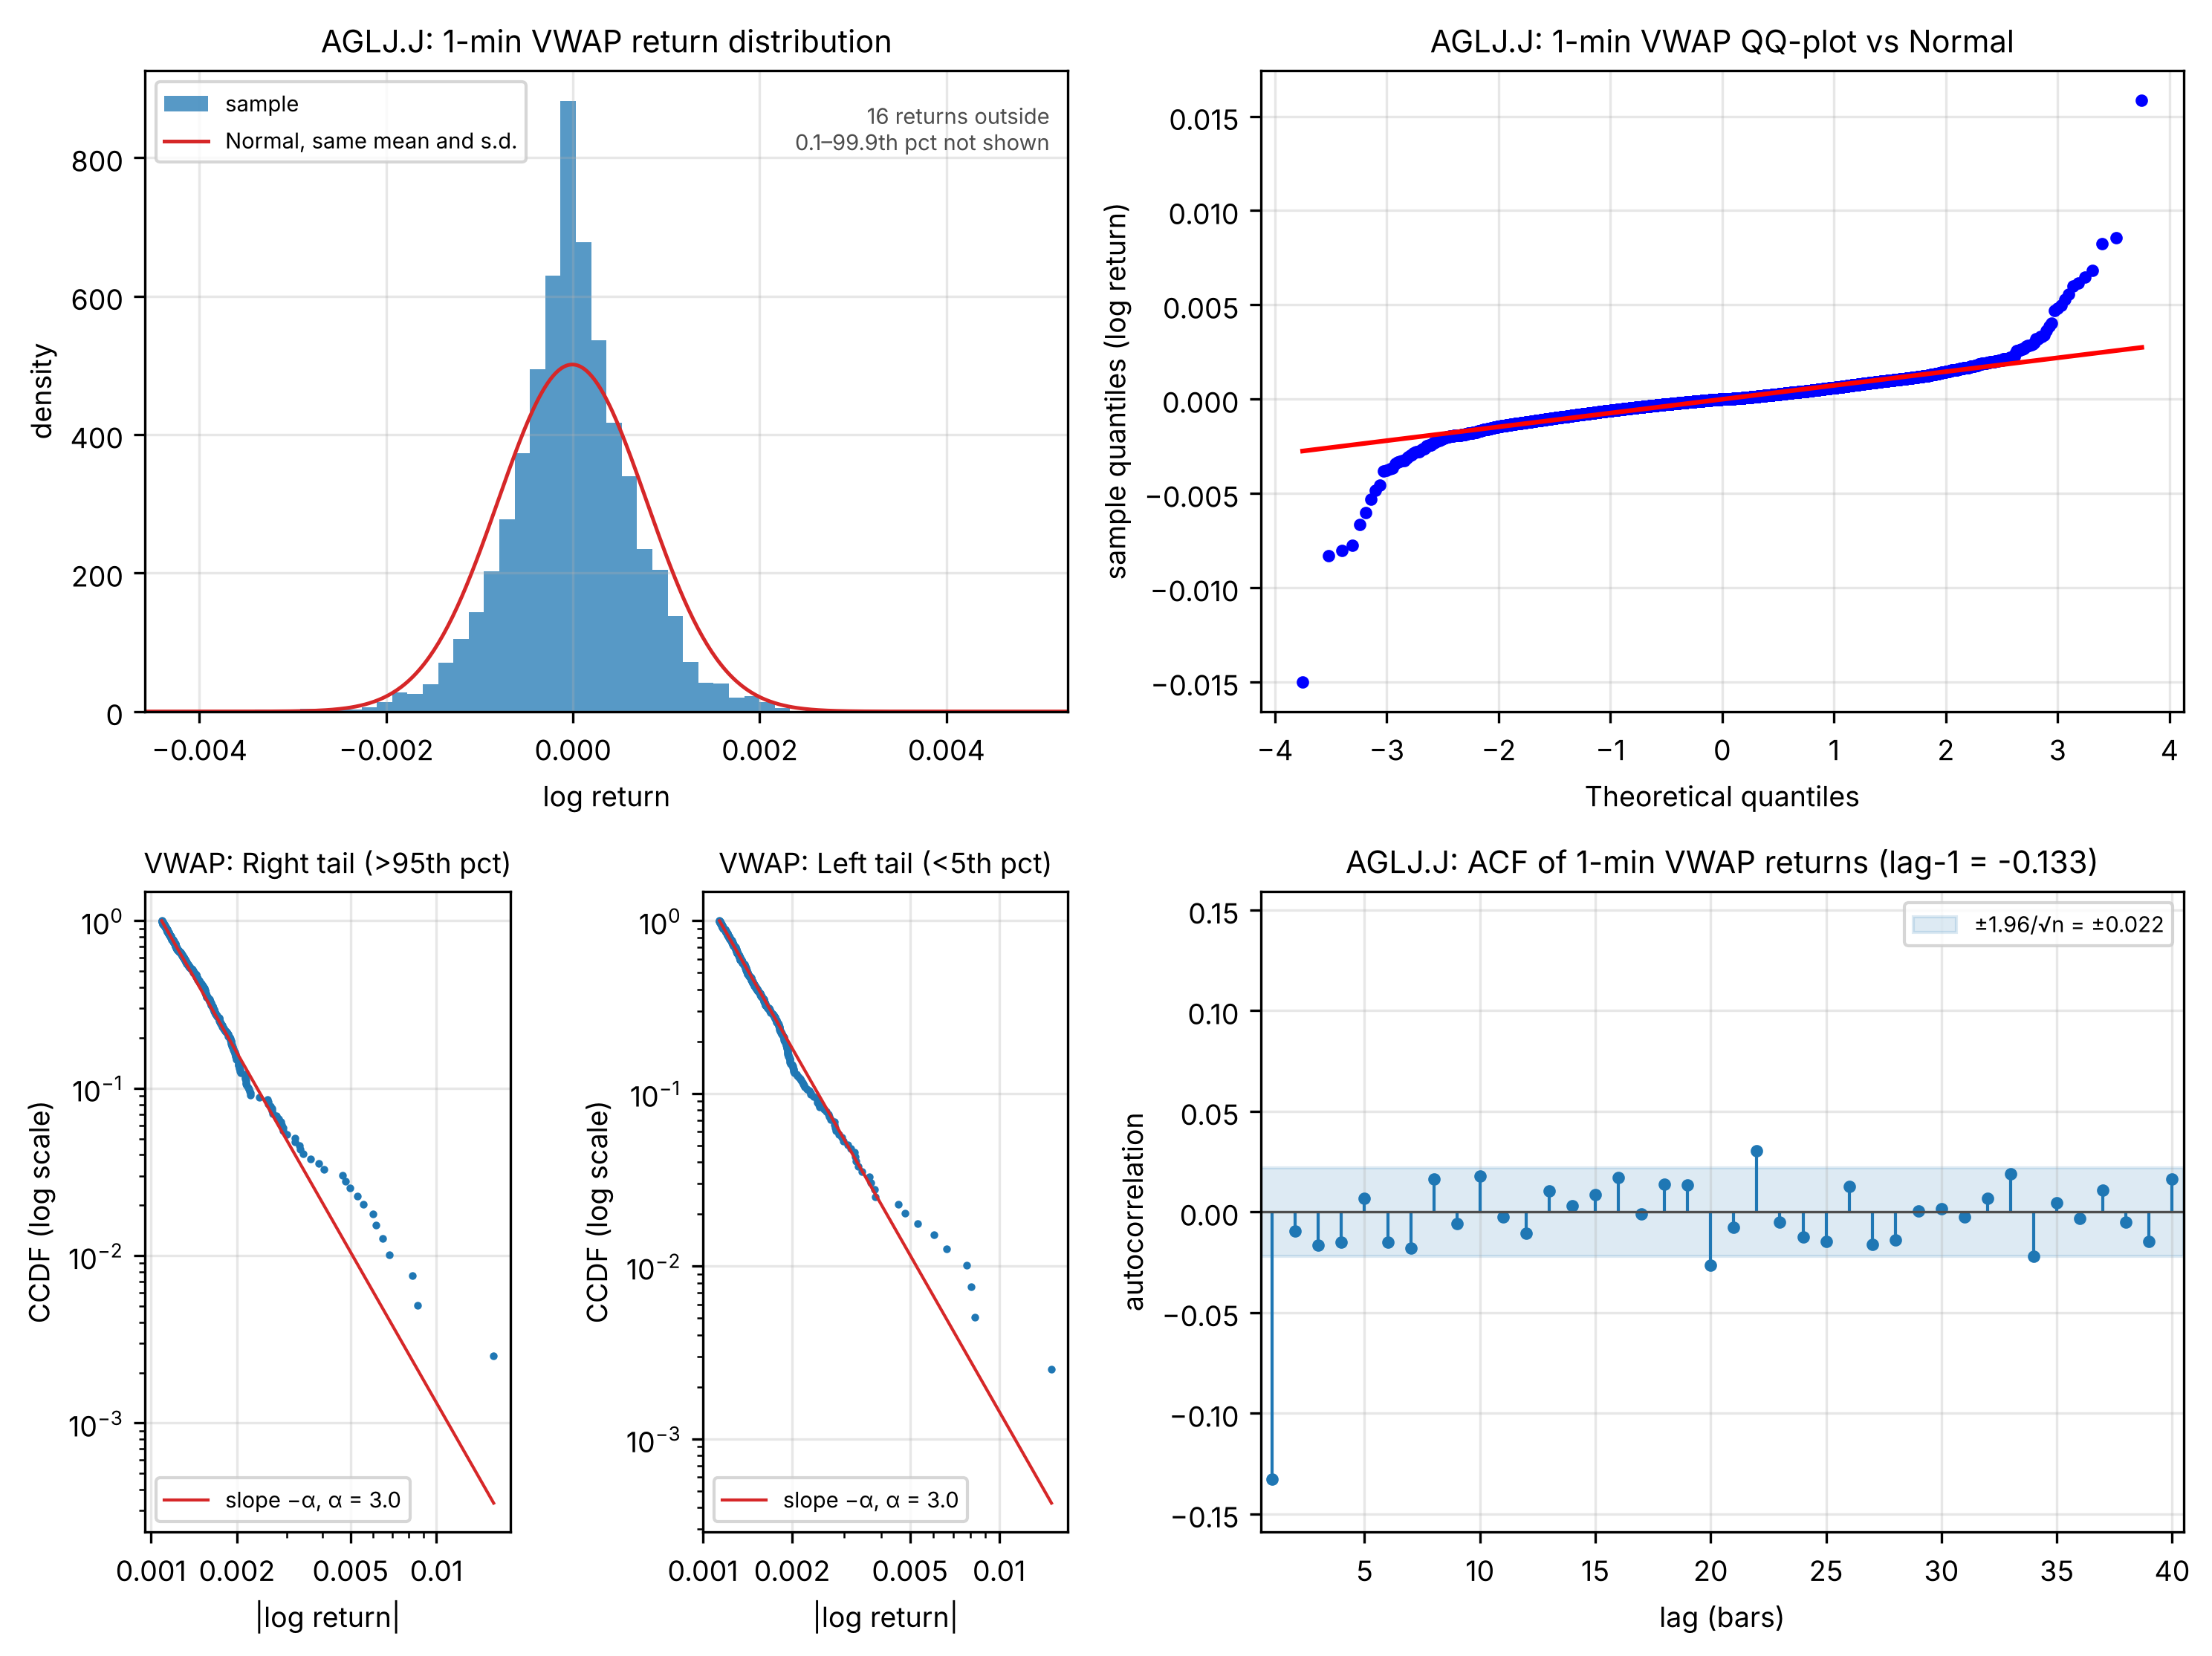 AGLJ.J: 1-min VWAP return distribution
sample
Normal, same mean and s.d.
16 returns outside
0.1–99.9th pct not shown
density
800
600
400
200
0
−0.004
−0.002
0.000
0.002
0.004
log return
AGLJ.J: 1-min VWAP QQ-plot vs Normal
sample quantiles (log return)
0.015
0.010
0.005
0.000
−0.005
−0.010
−0.015
−4
−3
−2
−1
0
1
2
3
4
Theoretical quantiles
VWAP: Right tail (>95th pct)
CCDF (log scale)
10⁰
10⁻¹
10⁻²
10⁻³
slope −α, α = 3.0
0.001
0.002
0.005
0.01
|log return|
VWAP: Left tail (<5th pct)
CCDF (log scale)
10⁰
10⁻¹
10⁻²
10⁻³
slope −α, α = 3.0
0.001
0.002
0.005
0.01
|log return|
AGLJ.J: ACF of 1-min VWAP returns (lag-1 = -0.133)
±1.96/√n = ±0.022
autocorrelation
0.15
0.10
0.05
0.00
−0.05
−0.10
−0.15
5
10
15
20
25
30
35
40
lag (bars)